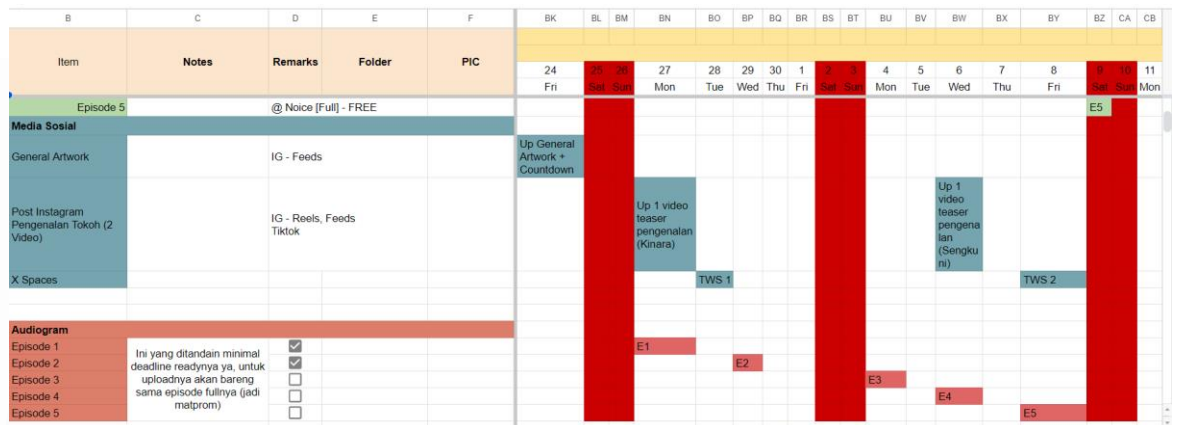 B C D E F BK BL BM BN BO BP BQ BR BS BT BU BV BW BX BY BZ CA CB
Item Notes Remarks Folder PIC
24 25 26 27 28 29 30 1 2 3 4 5 6 7 8 9 10 11
Fri Sat Sun Mon Tue Wed Thu Fri Sat Sun Mon Tue Wed Thu Fri Sat Sun Mon
Episode 5 @ Noice [Full] - FREE E5
Media Sosial
General Artwork
IG - Feeds
Up General
Artwork +
Countdown
Post Instagram
Pengenalan Tokoh (2
Video)
IG - Reels, Feeds
Tiktok
Up 1 video
teaser
pengenalan
(Kinara)
Up 1
video
teaser
pengena
lan
(Sengku
ni)
X Spaces TWS 1 TWS 2
Audiogram
Episode 1 E1
Episode 2 E2
Episode 3 E3
Episode 4 E4
Episode 5 E5
Ini yang ditandain minimal
deadline readynya ya, untuk
uploadnya akan bareng
sama episode fullnya (jadi
matprom)